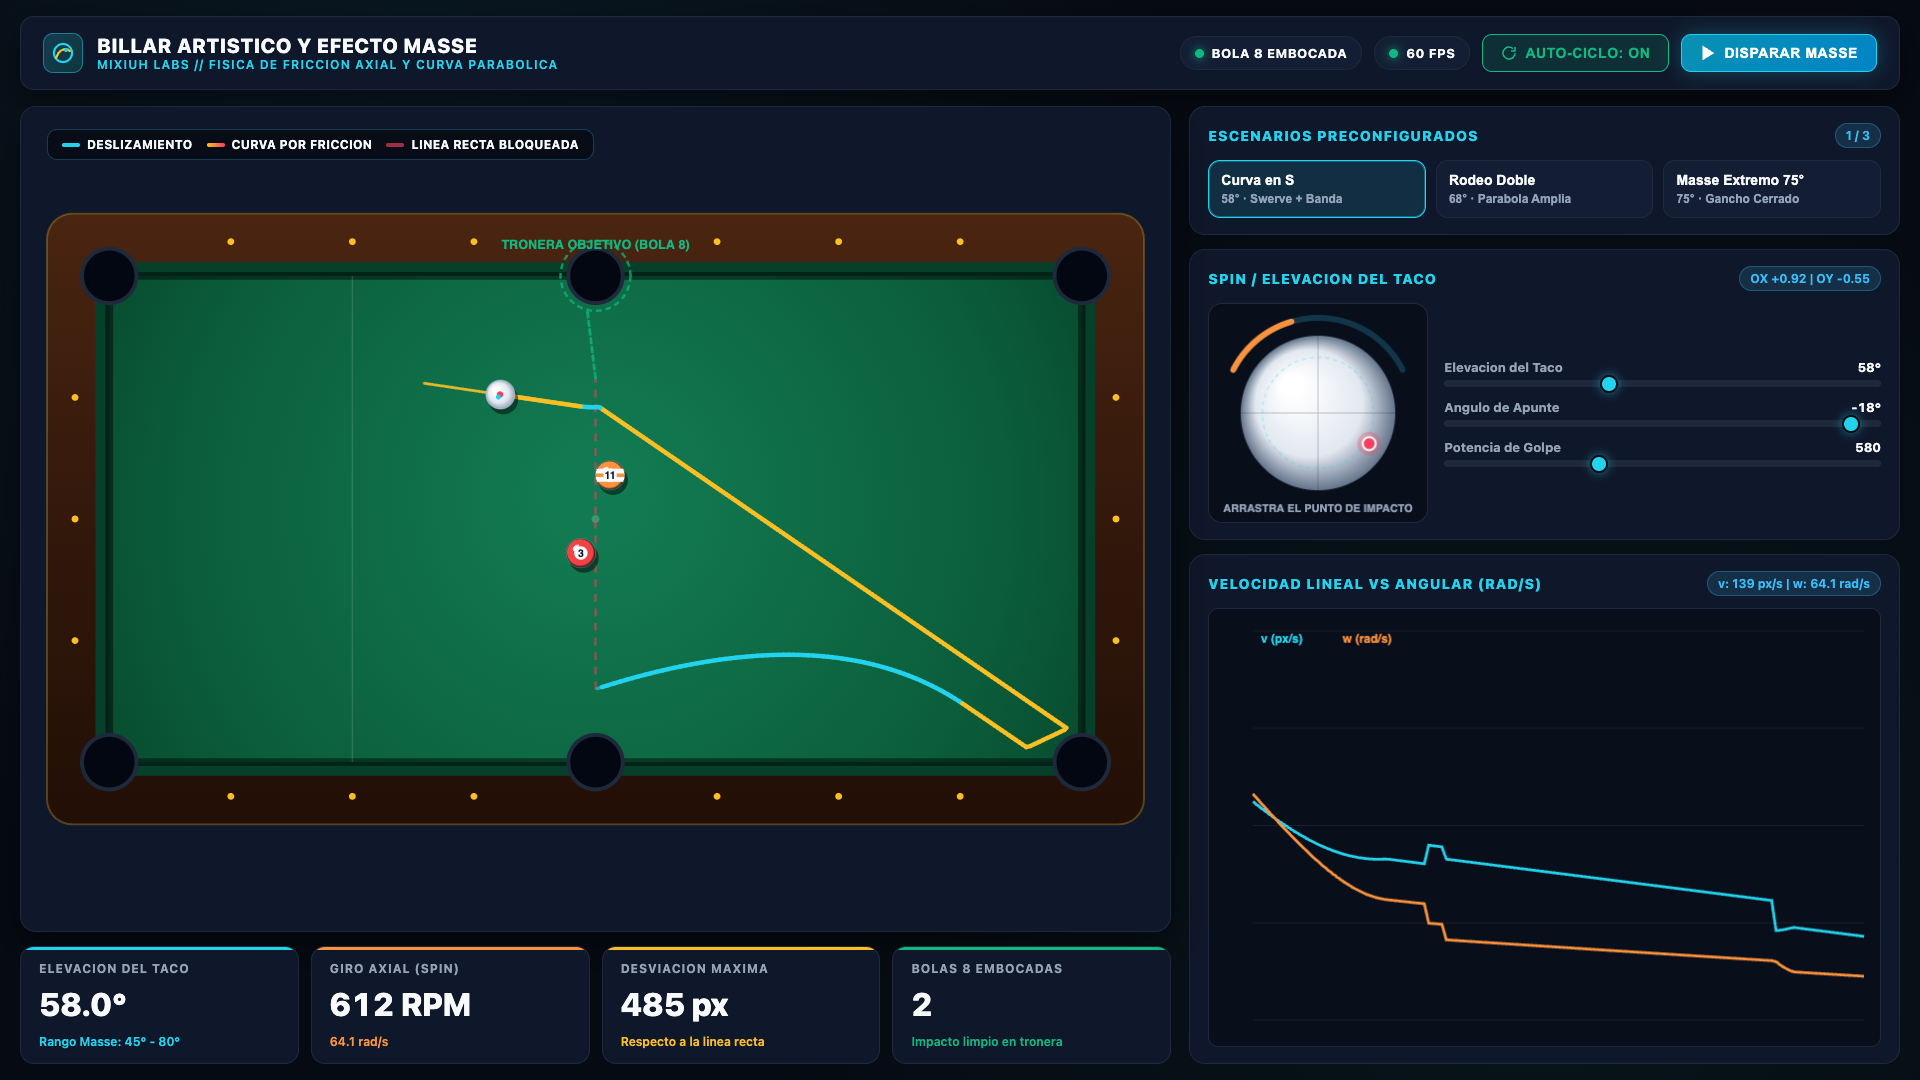 BILLAR ARTISTICO Y EFECTO MASSE
MIXIUH LABS // FISICA DE FRICCION AXIAL Y CURVA PARABOLICA
BOLA 8 EMBOCADA
60 FPS
AUTO-CICLO: ON
DISPARAR MASSE
DESLIZAMIENTO
CURVA POR FRICCION
LINEA RECTA BLOQUEADA
TRONERA OBJETIVO (BOLA 8)
11
3
ESCENARIOS PRECONFIGURADOS
1 / 3
Curva en S
58° · Swerve + Banda
Rodeo Doble
68° · Parabola Amplia
Masse Extremo 75°
75° · Gancho Cerrado
SPIN / ELEVACION DEL TACO
OX +0.92 | OY -0.55
ARRASTRA EL PUNTO DE IMPACTO
Elevacion del Taco
58°
Angulo de Apunte
-18°
Potencia de Golpe
580
VELOCIDAD LINEAL VS ANGULAR (RAD/S)
v: 139 px/s | w: 64.1 rad/s
v (px/s)
w (rad/s)
ELEVACION DEL TACO
58.0°
Rango Masse: 45° - 80°
GIRO AXIAL (SPIN)
612 RPM
64.1 rad/s
DESVIACION MAXIMA
485 px
Respecto a la linea recta
BOLAS 8 EMBOCADAS
2
Impacto limpio en tronera